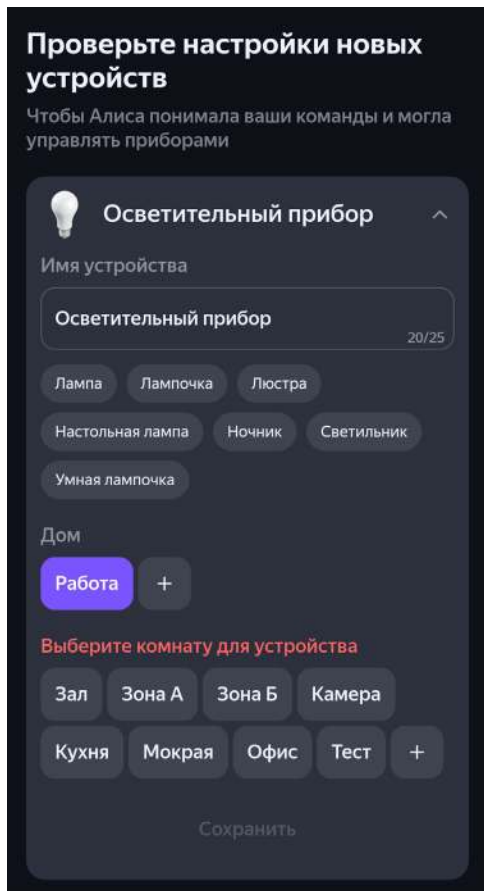 Проверьте настройки новых
устройств
Чтобы Алиса понимала ваши команды и могла
управлять приборами
Осветительный прибор
Имя устройства
Осветительный прибор
20/25
Лампа Лампочка Люстра
Настольная лампа Ночник Светильник
Умная лампочка
Дом
Работа +
Выберите комнату для устройства
Зал Зона А Зона Б Камера
Кухня Мокрая Офис Тест +
Сохранить